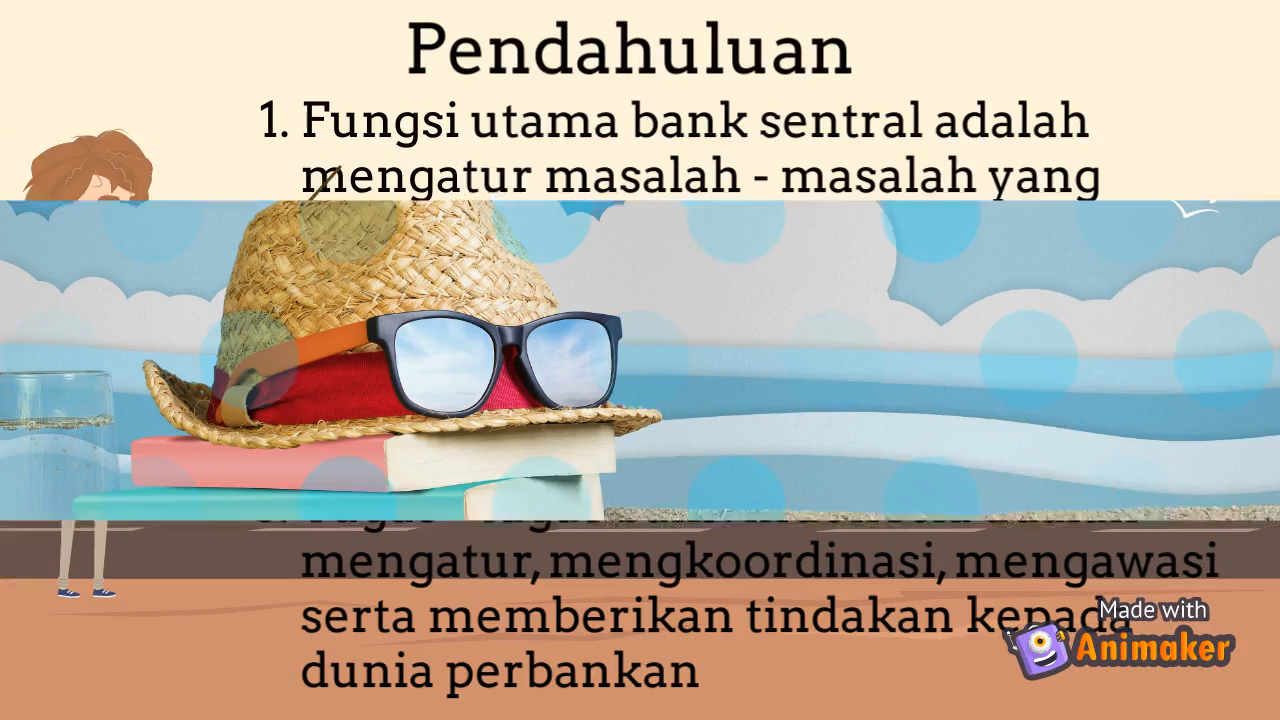 Pendahuluan
1. Fungsi utama bank sentral adalah
mengatur masalah - masalah yang
mengatur, mengkoordinasi, mengawasi
serta memberikan tindakan kepada
dunia perbankan
Made with
Animaker